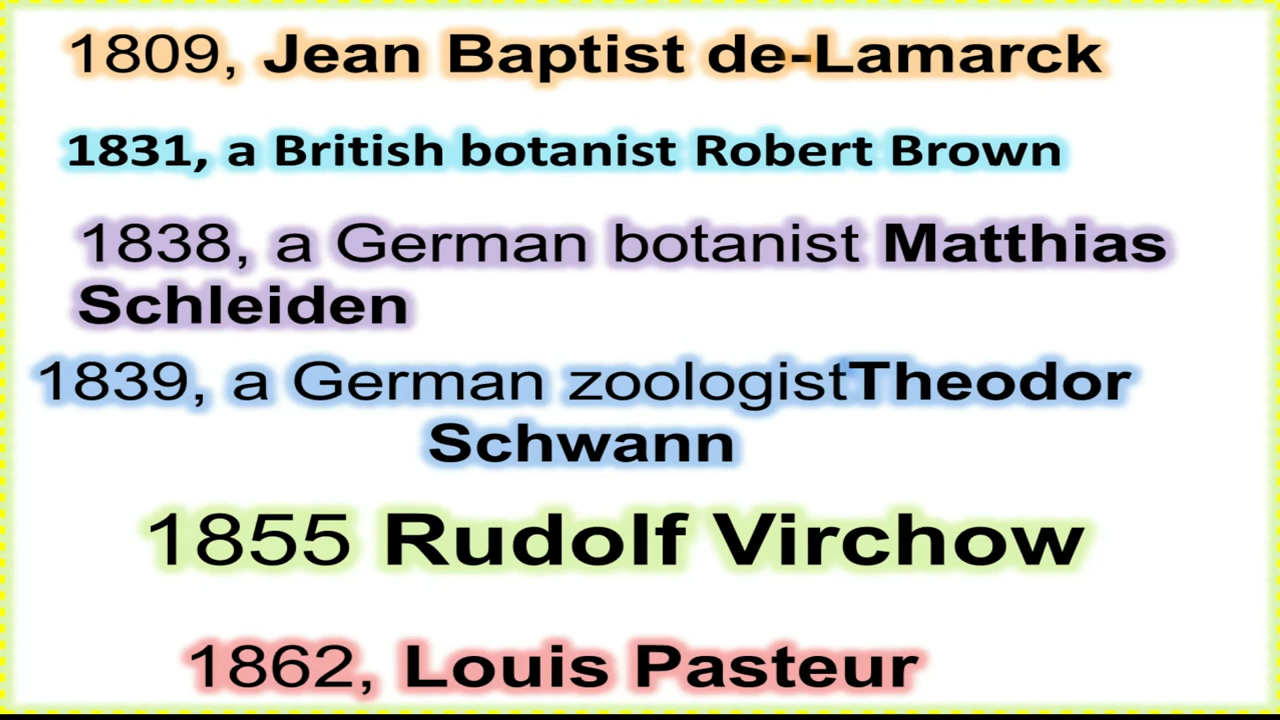 1809, Jean Baptist de-Lamarck
1831, a British botanist Robert Brown
1838, a German botanist Matthias
Schleiden
1839, a German zoologistTheodor
Schwann
1855 Rudolf Virchow
1862, Louis Pasteur